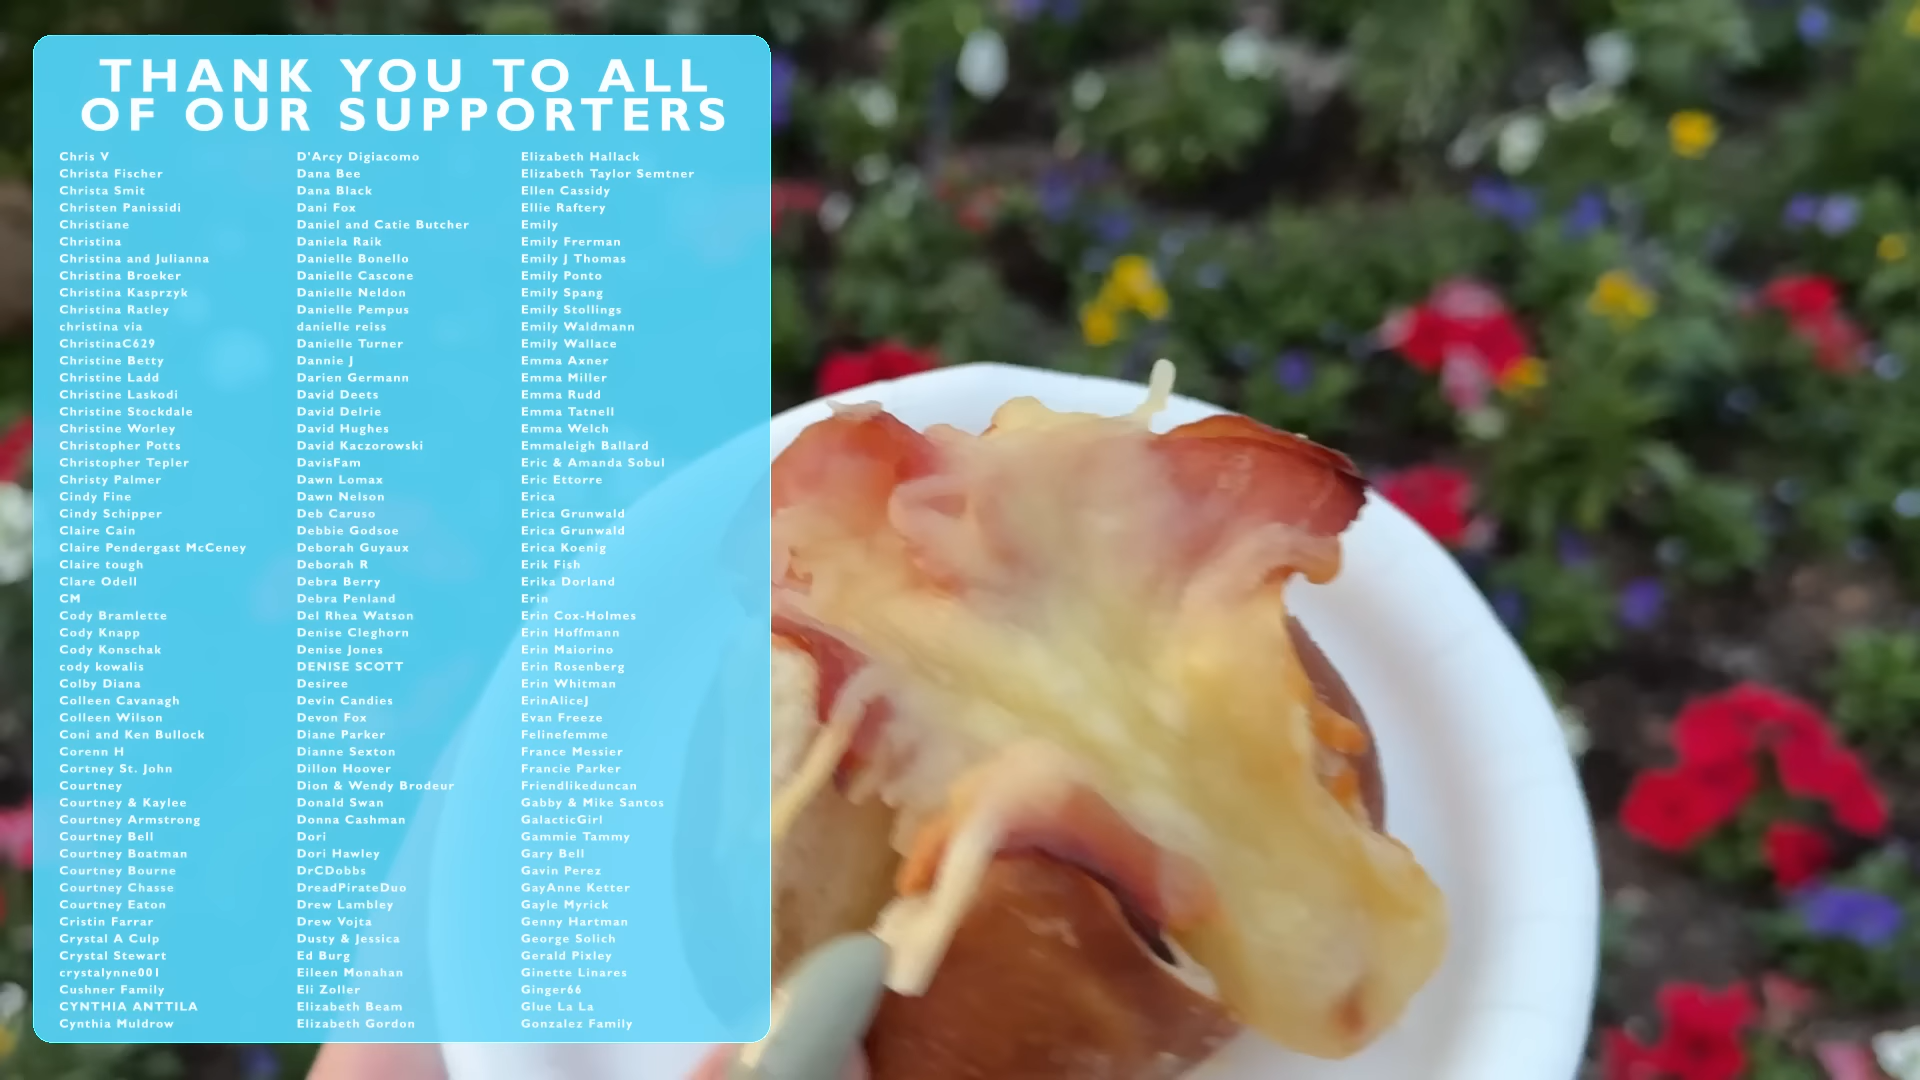 THANK YOU TO ALL
OF OUR SUPPORTERS
Chris V
Christa Fischer
Christa Smit
Christen Panissidi
Christiane
Christina
Christina and Julianna
Christina Broeker
Christina Kasprzyk
Christina Ratley
christina via
ChristinaC629
Christine Betty
Christine Ladd
Christine Laskodi
Christine Stockdale
Christine Worley
Christopher Potts
Christopher Tepler
Christy Palmer
Cindy Fine
Cindy Schipper
Claire Cain
Claire Pendergast McCeney
Claire tough
Clare Odell
CM
Cody Bramlette
Cody Knapp
Cody Konschak
cody kowalis
Colby Diana
Colleen Cavanagh
Colleen Wilson
Coni and Ken Bullock
Corenn H
Cortney St. John
Courtney
Courtney & Kaylee
Courtney Armstrong
Courtney Bell
Courtney Boatman
Courtney Bourne
Courtney Chasse
Courtney Eaton
Cristin Farrar
Crystal A Culp
Crystal Stewart
crystalynne001
Cushner Family
CYNTHIA ANTTILA
Cynthia Muldrow
D'Arcy Digiacomo
Dana Bee
Dana Black
Dani Fox
Daniel and Catie Butcher
Daniela Raik
Danielle Bonello
Danielle Cascone
Danielle Neldon
Danielle Pempus
danielle reiss
Danielle Turner
Dannie J
Darien Germann
David Deets
David Delrie
David Hughes
David Kaczorowski
DavisFam
Dawn Lomax
Dawn Nelson
Deb Caruso
Debbie Godsoe
Deborah Guyaux
Deborah R
Debra Berry
Debra Penland
Del Rhea Watson
Denise Cleghorn
Denise Jones
DENISE SCOTT
Desiree
Devin Candies
Devon Fox
Diane Parker
Dianne Sexton
Dillon Hoover
Dion & Wendy Brodeur
Donald Swan
Donna Cashman
Dori
Dori Hawley
DrCDobbs
DreadPirateDuo
Drew Lambley
Drew Vojta
Dusty & Jessica
Ed Burg
Eileen Monahan
Eli Zoller
Elizabeth Beam
Elizabeth Gordon
Elizabeth Hallack
Elizabeth Taylor Semtner
Ellen Cassidy
Ellie Raftery
Emily
Emily Frerman
Emily J Thomas
Emily Ponto
Emily Spang
Emily Stollings
Emily Waldmann
Emily Wallace
Emma Axner
Emma Miller
Emma Rudd
Emma Tatnell
Emma Welch
Emmaleigh Ballard
Eric & Amanda Sobul
Eric Ettorre
Erica
Erica Grunwald
Erica Grunwald
Erica Koenig
Erik Fish
Erika Dorland
Erin
Erin Cox-Holmes
Erin Hoffmann
Erin Maiorino
Erin Rosenberg
Erin Whitman
ErinAliceJ
Evan Freeze
Felinefemme
France Messier
Francie Parker
Friendlikeduncan
Gabby & Mike Santos
GalacticGirl
Gammie Tammy
Gary Bell
Gavin Perez
GayAnne Ketter
Gayle Myrick
Genny Hartman
George Solich
Gerald Pixley
Ginette Linares
Ginger66
Glue La La
Gonzalez Family